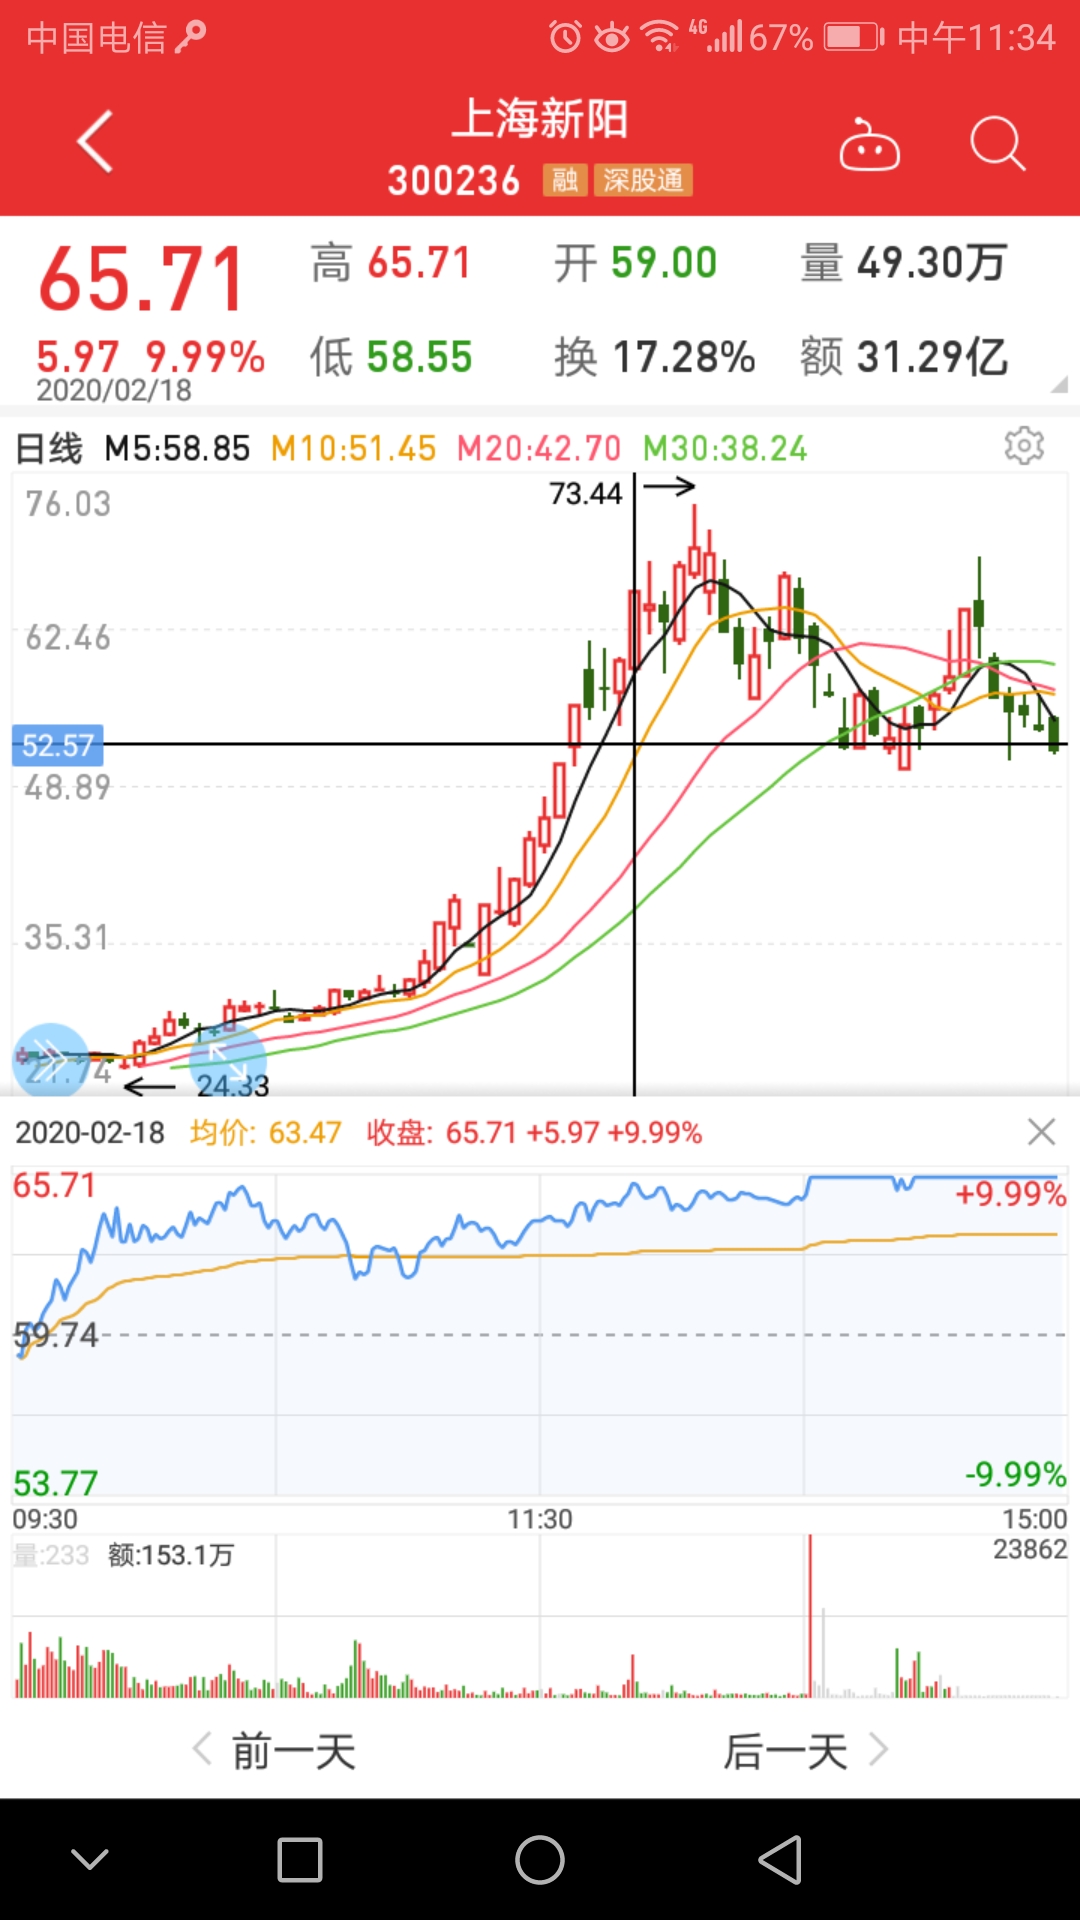 中国电信 4G 67% 中午11:34
上海新阳
300236 融 深股通
65.71 高 65.71 开 59.00 量 49.30万
5.97 9.99% 低 58.55 换 17.28% 额 31.29亿
2020/02/18
日线 M5:58.85 M10:51.45 M20:42.70 M30:38.24
73.44
76.03
62.46
52.57
48.89
35.31
21.74
24.33
2020-02-18 均价: 63.47 收盘: 65.71 +5.97 +9.99%
65.71 +9.99%
59.74
53.77 -9.99%
09:30 11:30 15:00
量:233 额:153.1万 23862
前一天 后一天